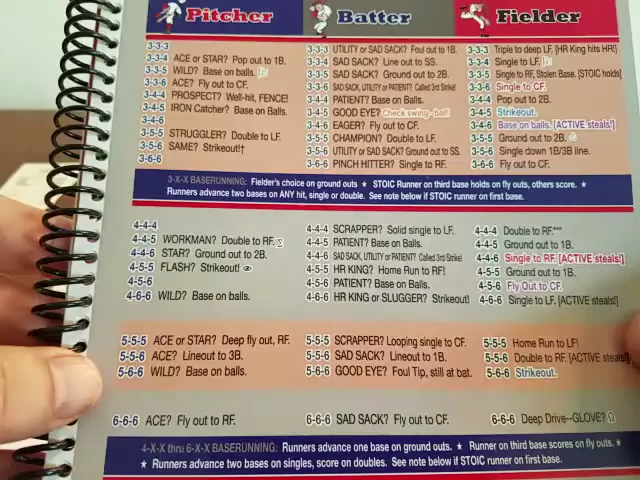 Pitcher Batter Fielder
3-3-3 3-3-3 UTILITY or SAD SACK? Foul out to 1B. 3-3-3 Triple to deep LF. [HR King hits HR!]
3-3-4 ACE or STAR? Pop out to 1B. 3-3-4 SAD SACK? Line out to SS. 3-3-4 Single to LF.
3-3-5 WILD? Base on balls. 3-3-5 SAD SACK? Ground out to 2B. 3-3-5 Single to RF, Stolen Base. [STOIC holds]
3-3-6 ACE? Fly out to CF. 3-3-6 SAD SACK, UTILITY or PATIENT? Called 3rd Strike! 3-3-6 Single to CF.
3-4-4 PROSPECT? Well-hit, FENCE! 3-4-4 PATIENT? Base on Balls. 3-4-4 Pop out to 2B.
3-4-5 IRON Catcher? Base on Balls. 3-4-5 GOOD EYE? Check swing--ball! 3-4-5 Strikeout.
3-4-6 3-4-6 EAGER? Fly out to CF. 3-4-6 Base on balls. [ACTIVE steals!]
3-5-5 STRUGGLER? Double to LF. 3-5-5 CHAMPION? Double to LF. 3-5-5 Ground out to 2B.
3-5-6 SAME? Strikeout!† 3-5-6 UTILITY or SAD SACK? Ground out to SS. 3-5-6 Single down 1B/3B line.
3-6-6 3-6-6 PINCH HITTER? Single to RF. 3-6-6 Fly out to CF.
3-X-X BASERUNNING: Fielder's choice on ground outs ★ STOIC Runner on third base holds on fly outs, others score. ★
Runners advance two bases on ANY hit, single or double. See note below if STOIC runner on first base.
4-4-4 4-4-4 SCRAPPER? Solid single to LF. 4-4-4 Double to RF.***
4-4-5 WORKMAN? Double to RF. 4-4-5 PATIENT? Base on Balls. 4-4-5 Ground out to 1B.
4-4-6 STAR? Ground out to 2B. 4-4-6 SAD SACK, UTILITY or PATIENT? Called 3rd Strike! 4-4-6 Single to RF. [ACTIVE steals!]
4-5-5 FLASH? Strikeout! 4-5-5 HR KING? Home Run to RF! 4-5-5 Ground out to 1B.
4-5-6 4-5-6 PATIENT? Base on Balls. 4-5-6 Fly Out to CF.
4-6-6 WILD? Base on balls. 4-6-6 HR KING or SLUGGER? Strikeout! 4-6-6 Single to LF. [ACTIVE steals!]
5-5-5 ACE or STAR? Deep fly out, RF. 5-5-5 SCRAPPER? Looping single to CF. 5-5-5 Home Run to LF!
5-5-6 ACE? Lineout to 3B. 5-5-6 SAD SACK? Lineout to 1B. 5-5-6 Double to RF. [ACTIVE steals!]
5-6-6 WILD? Base on balls. 5-6-6 GOOD EYE? Foul Tip, still at bat. 5-6-6 Strikeout.
6-6-6 ACE? Fly out to RF. 6-6-6 SAD SACK? Fly out to CF. 6-6-6 Deep Drive--GLOVE? Ω
4-X-X thru 6-X-X BASERUNNING: Runners advance one base on ground outs. ★ Runner on third base scores on fly outs. ★
★ Runners advance two bases on singles, score on doubles. See note below if STOIC runner on first base.